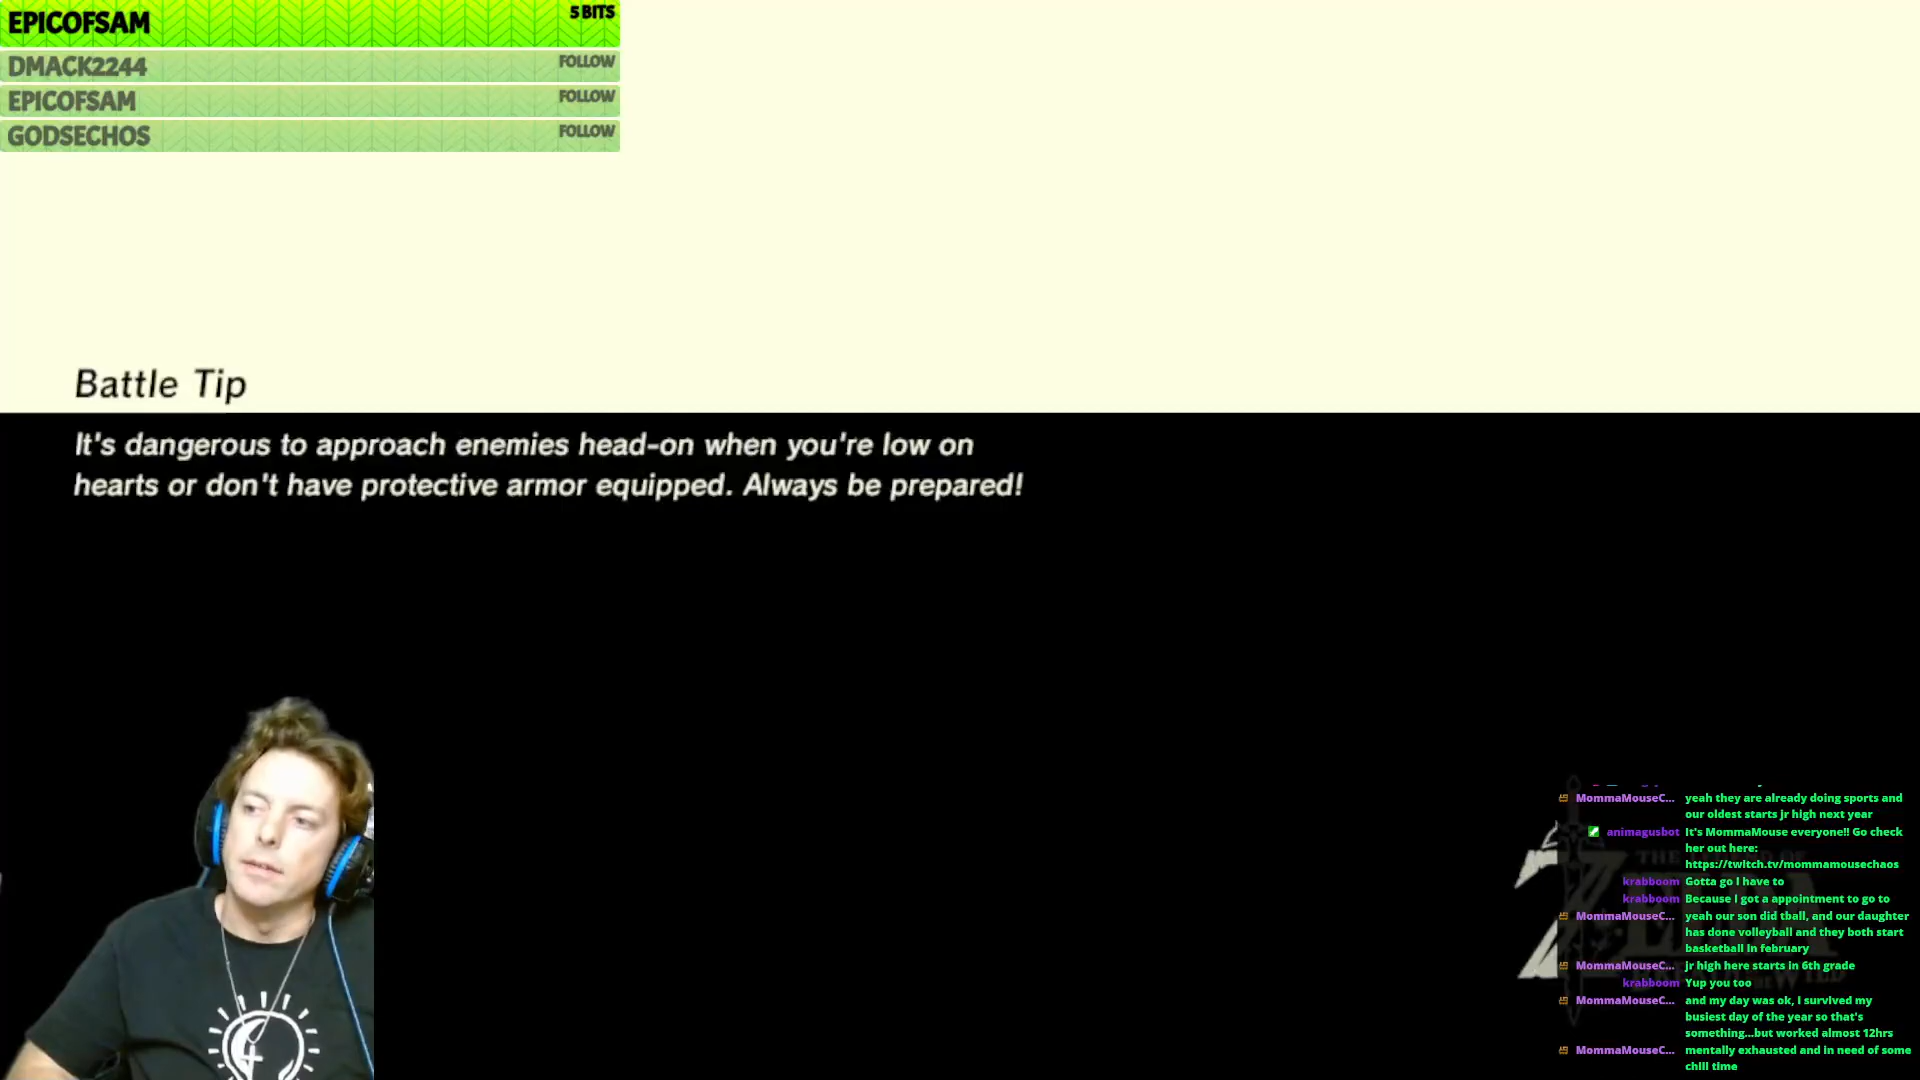 EPICOFSAM
5 BITS
DMACK2244
FOLLOW
EPICOFSAM
FOLLOW
GODSECHOS
FOLLOW
Battle Tip
It's dangerous to approach enemies head-on when you're low on
hearts or don't have protective armor equipped. Always be prepared!
MommaMouseC... yeah they are already doing sports and
our oldest starts jr high next year
animagusbot It's MommaMouse everyone!! Go check
her out here:
https://twitch.tv/mommamousechaos
krabboom Gotta go I have to
krabboom Because I got a appointment to go to
MommaMouseC... yeah our son did tball, and our daughter
has done volleyball and they both start
basketball in february
MommaMouseC... jr high here starts in 6th grade
krabboom Yup you too
MommaMouseC... and my day was ok, I survived my
busiest day of the year so that's
something...but worked almost 12hrs
MommaMouseC... mentally exhausted and in need of some
chill time
THE LEGEND OF
ZELDA